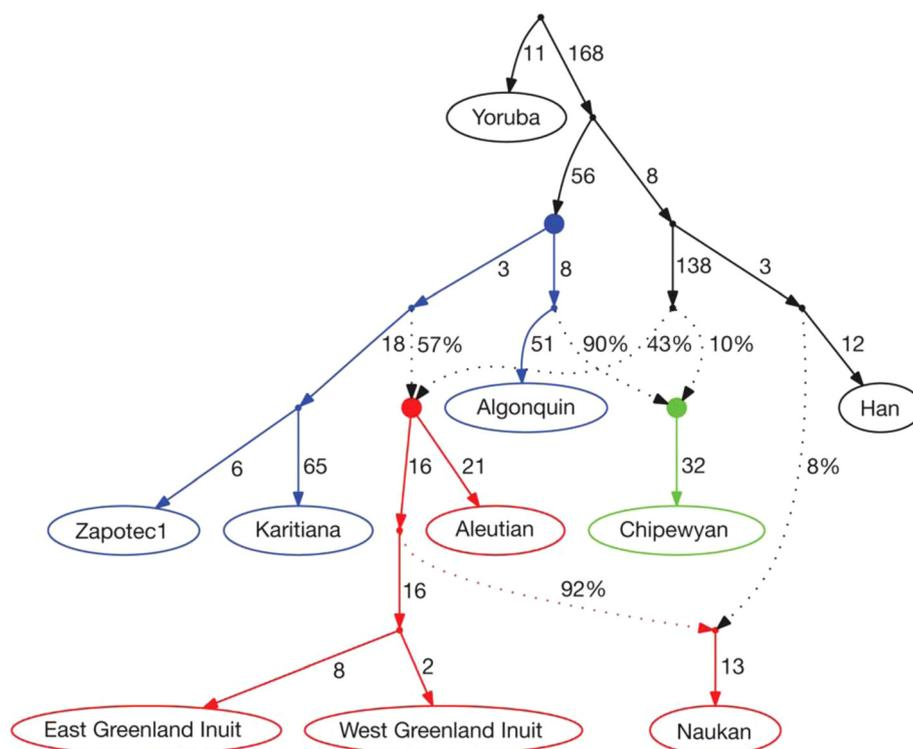 11 168
Yoruba
56 8
3 8 138 3
18 57% 51 90% 43% 10% 12
Algonquin Han
6 65 16 21 32 8%
Zapotec1 Karitiana Aleutian Chipewyan
16 92%
8 2 13
East Greenland Inuit West Greenland Inuit Naukan